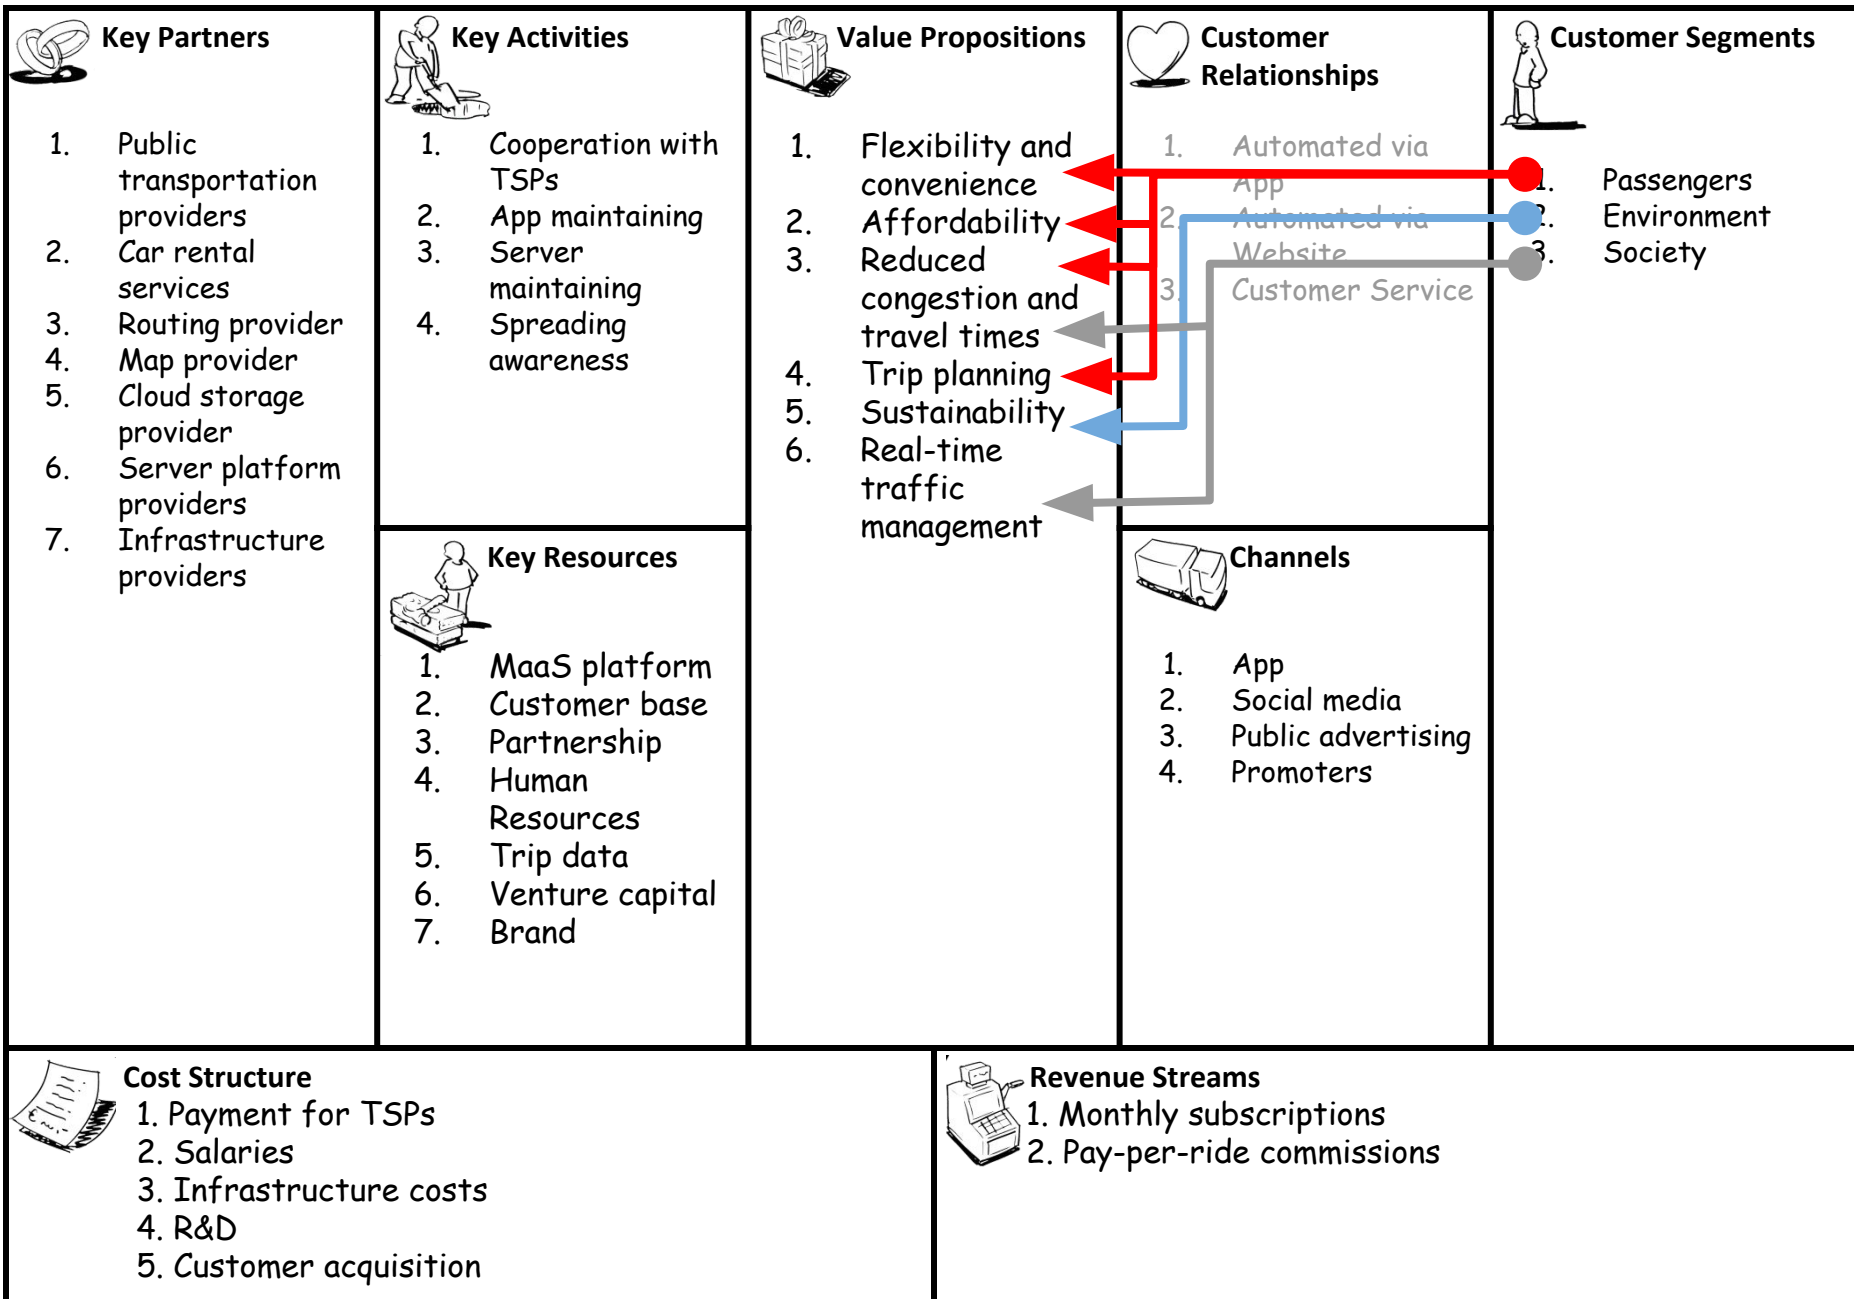 Key Partners
1. Public
transportation
providers
2. Car rental
services
3. Routing provider
4. Map provider
5. Cloud storage
provider
6. Server platform
providers
7. Infrastructure
providers
Key Activities
1. Cooperation with
TSPs
2. App maintaining
3. Server
maintaining
4. Spreading
awareness
Key Resources
1. MaaS platform
2. Customer base
3. Partnership
4. Human
Resources
5. Trip data
6. Venture capital
7. Brand
Value Propositions
1. Flexibility and
convenience
2. Affordability
3. Reduced
congestion and
travel times
4. Trip planning
5. Sustainability
6. Real-time
traffic
management
Customer
Relationships
1. Automated via
App
2. Automated via
Website
3. Customer Service
Channels
1. App
2. Social media
3. Public advertising
4. Promoters
Customer Segments
1. Passengers
2. Environment
3. Society
Cost Structure
1. Payment for TSPs
2. Salaries
3. Infrastructure costs
4. R&D
5. Customer acquisition
Revenue Streams
1. Monthly subscriptions
2. Pay-per-ride commissions